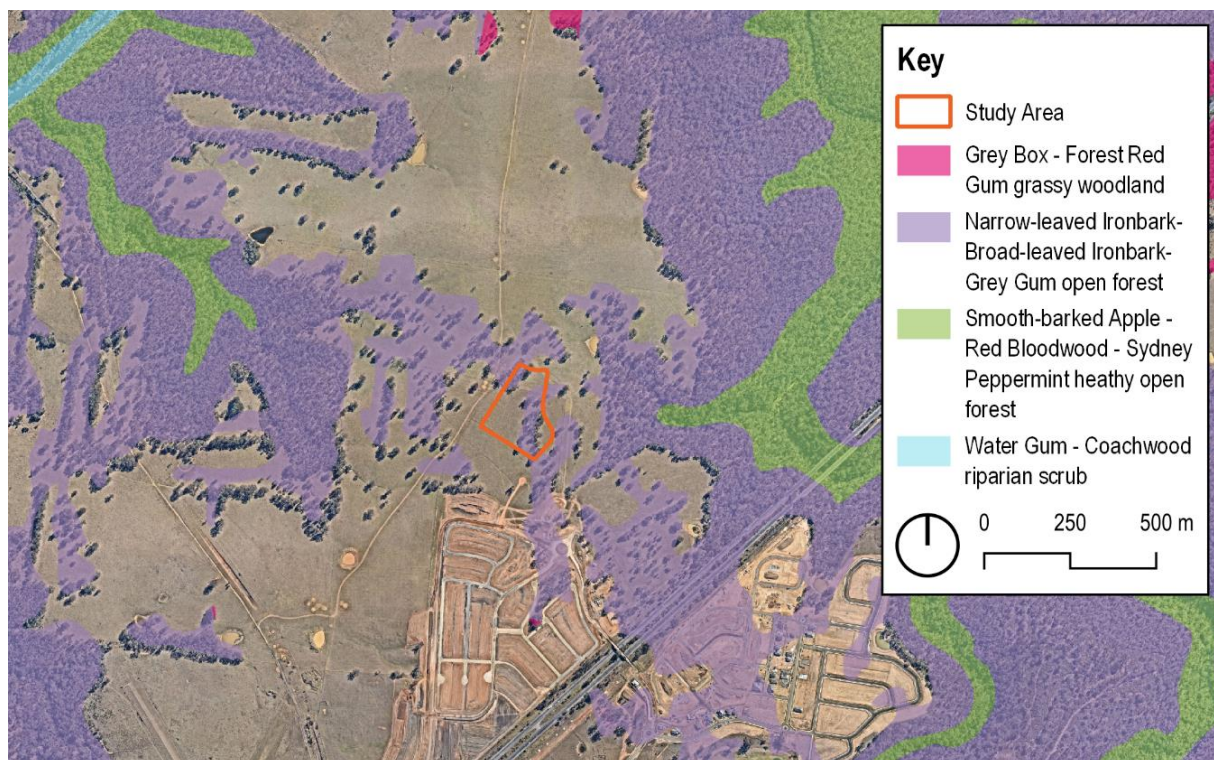 Key
Study Area
Grey Box - Forest Red
Gum grassy woodland
Narrow-leaved Ironbark-
Broad-leaved Ironbark-
Grey Gum open forest
Smooth-barked Apple -
Red Bloodwood - Sydney
Peppermint heathy open
forest
Water Gum - Coachwood
riparian scrub
0 250 500 m